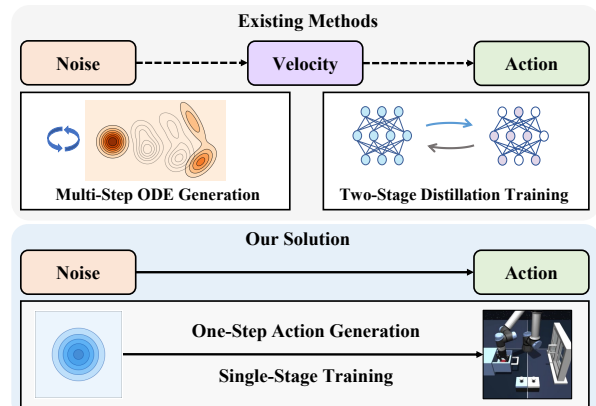 Existing Methods
Noise
Velocity
Action
Multi-Step ODE Generation
Two-Stage Distillation Training
Our Solution
Noise
Action
One-Step Action Generation
Single-Stage Training